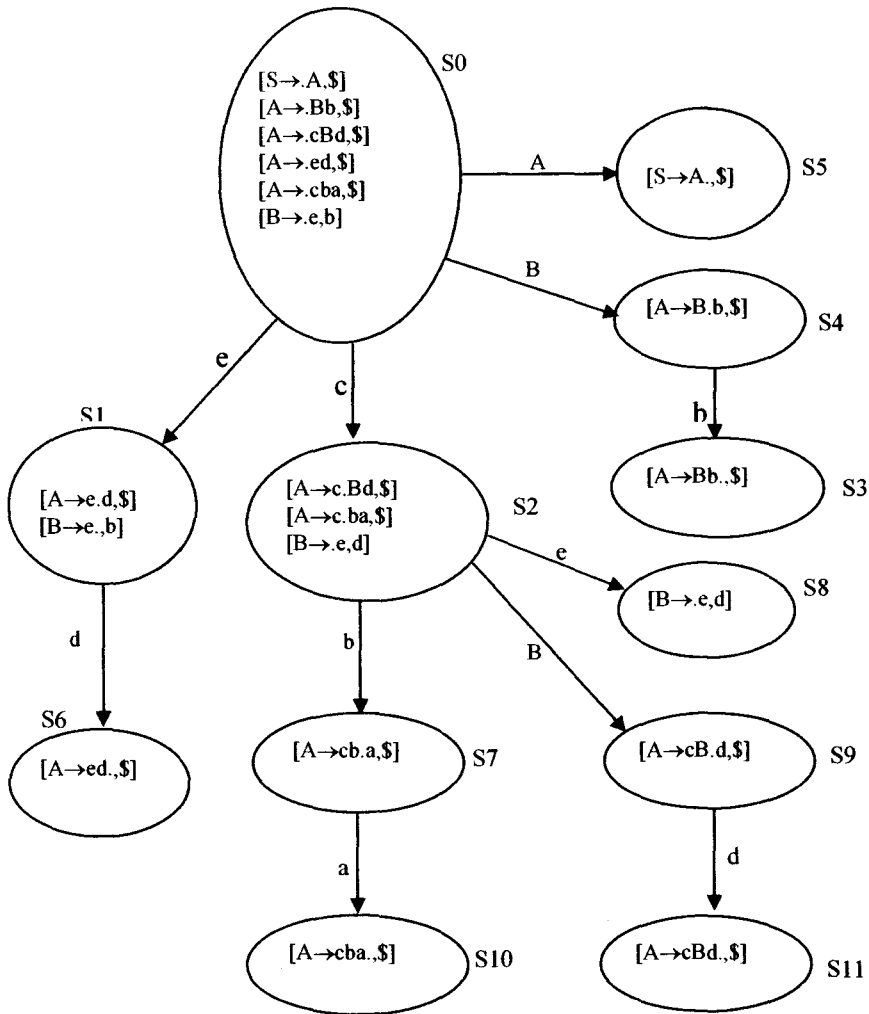 S0
[S→.A,$]
[A→.Bb,$]
[A→.cBd,$]
[A→.ed,$]
[A→.cba,$]
[B→.e,b]
A
[S→A.,$]
S5
B
[A→B.b,$]
S4
e
c
b
S1
[A→e.d,$]
[B→e.,b]
[A→c.Bd,$]
[A→c.ba,$]
[B→.e,d]
S2
[A→Bb.,$]
S3
e
[B→.e,d]
S8
d
b
B
S6
[A→ed.,$]
[A→cb.a,$]
S7
[A→cB.d,$]
S9
a
d
[A→cba.,$]
S10
[A→cBd.,$]
S11